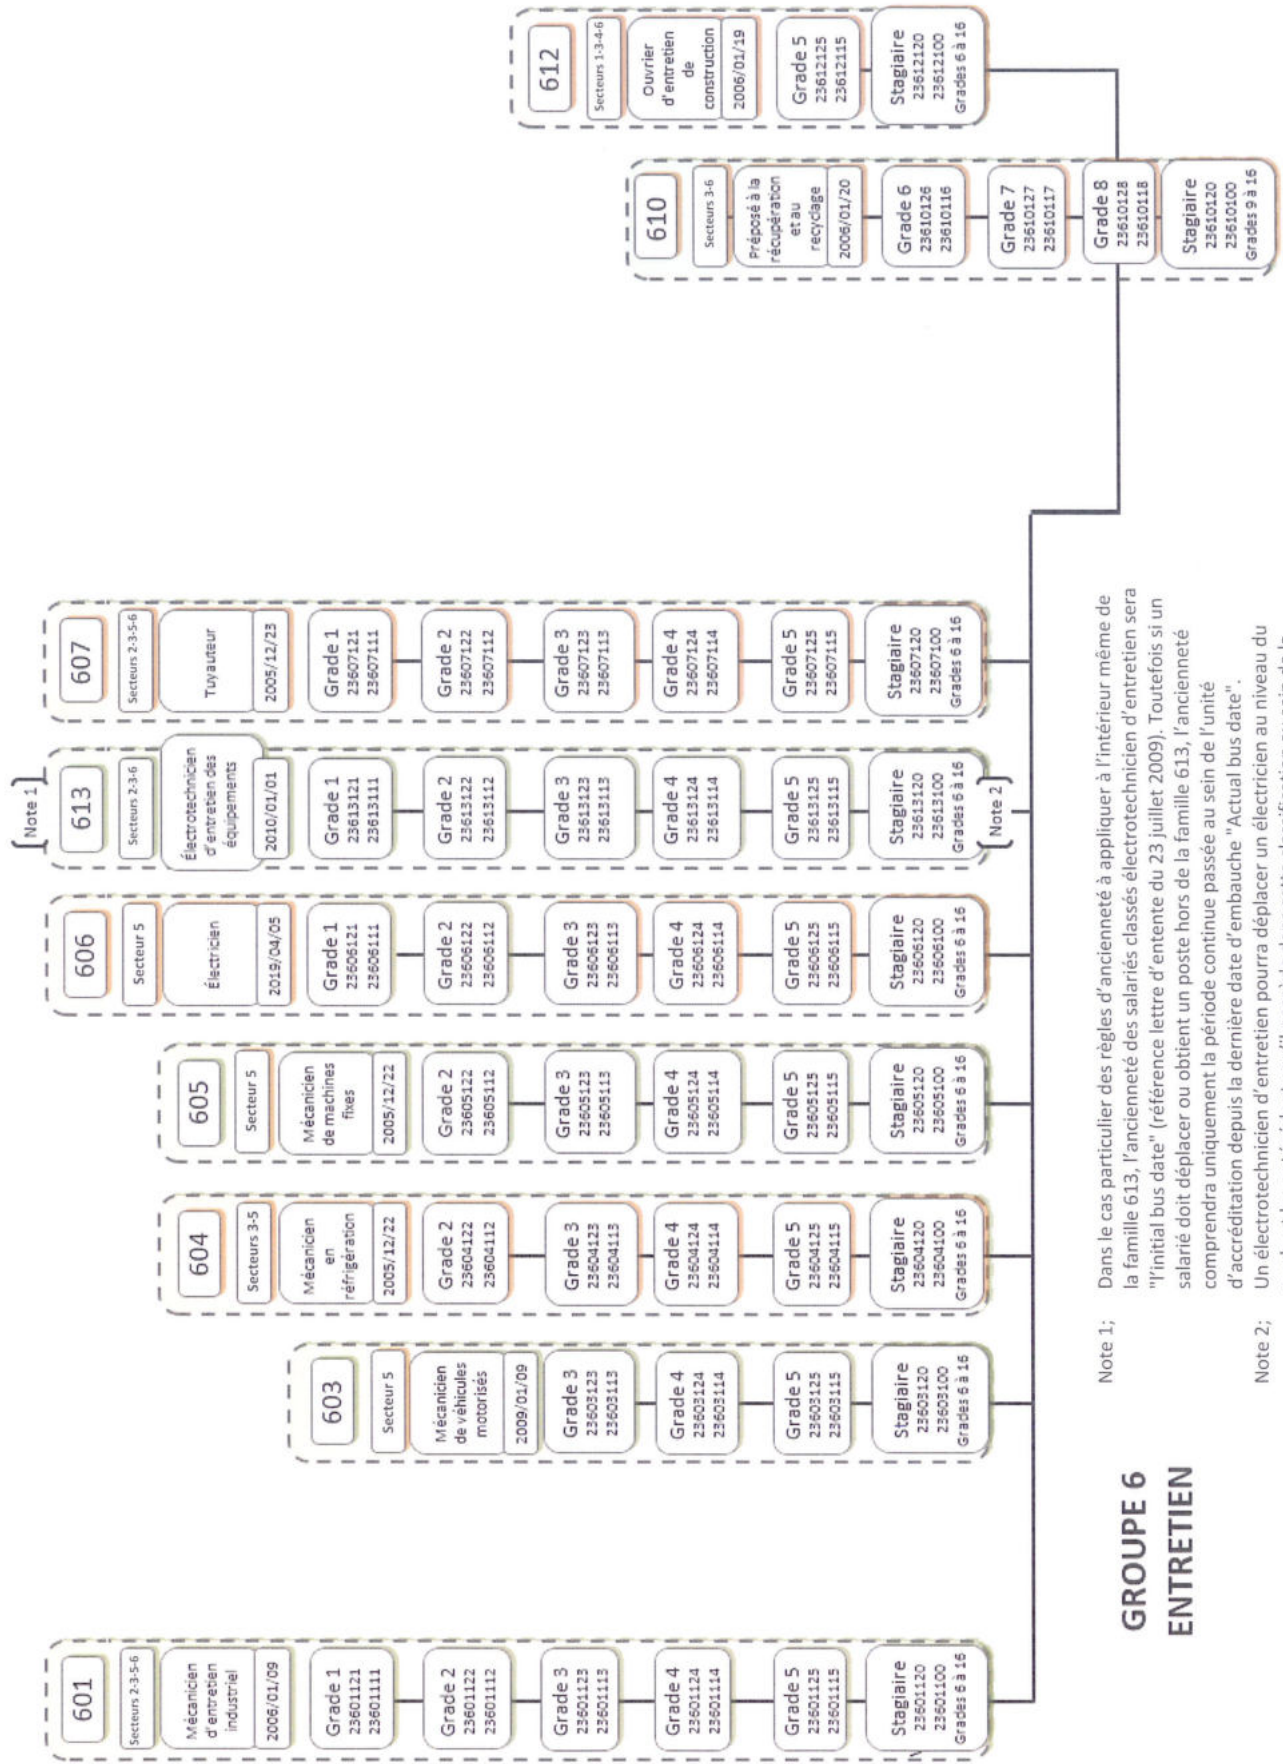 601
Secteurs 2-3-5-6
Mécanicien
d'entretien
industriel
2006/01/09
Grade 1
23601121
23601111
Grade 2
23601122
23601112
Grade 3
23601123
23601113
Grade 4
23601124
23601114
Grade 5
23601125
23601115
Stagiaire
23601120
23601100
Grades 6 à 16
603
Secteur 5
Mécanicien
de véhicules
motorisés
2009/01/09
Grade 3
23603123
23603113
Grade 4
23603124
23603114
Grade 5
23603125
23603115
Stagiaire
23603120
23603100
Grades 6 à 16
604
Secteurs 3-5
Mécanicien
en
réfrigération
2005/12/22
Grade 2
23604122
23604112
Grade 3
23604123
23604113
Grade 4
23604124
23604114
Grade 5
23604125
23604115
Stagiaire
23604120
23604100
Grades 6 à 16
605
Secteur 5
Mécanicien
de machines
fixes
2005/12/22
Grade 2
23605122
23605112
Grade 3
23605123
23605113
Grade 4
23605124
23605114
Grade 5
23605125
23605115
Stagiaire
23605120
23605100
Grades 6 à 16
606
Secteur 5
Électricien
2019/04/05
Grade 1
23606121
23606111
Grade 2
23606122
23606112
Grade 3
23606123
23606113
Grade 4
23606124
23606114
Grade 5
23606125
23606115
Stagiaire
23606120
23606100
Grades 6 à 16
Note 1
613
Secteurs 2-3-6
Électrotechnicien
d'entretien des
équipements
2010/01/01
Grade 1
23613121
23613111
Grade 2
23613122
23613112
Grade 3
23613123
23613113
Grade 4
23613124
23613114
Grade 5
23613125
23613115
Stagiaire
23613120
23613100
Grades 6 à 16
Note 2
607
Secteurs 2-3-5-6
Tuyauteur
2005/12/23
Grade 1
23607121
23607111
Grade 2
23607122
23607112
Grade 3
23607123
23607113
Grade 4
23607124
23607114
Grade 5
23607125
23607115
Stagiaire
23607120
23607100
Grades 6 à 16
610
Secteurs 3-6
Préposé à la
récupération
et au
recyclage
2006/01/20
Grade 6
23610126
23610116
Grade 7
23610127
23610117
Grade 8
23610128
23610118
Stagiaire
23610120
23610100
Grades 9 à 16
612
Secteurs 1-3-4-6
Ouvrier
d'entretien
de
construction
2006/01/19
Grade 5
23612125
23612115
Stagiaire
23612120
23612100
Grades 6 à 16
GROUPE 6
ENTRETIEN
Note 1; Dans le cas particulier des règles d'ancienneté à appliquer à l'intérieur même de
la famille 613, l'ancienneté des salariés classés électrotechnicien d'entretien sera
"l'initial bus date" (référence lettre d'entente du 23 juillet 2009). Toutefois si un
salarié doit déplacer ou obtient un poste hors de la famille 613, l'ancienneté
comprendra uniquement la période continue passée au sein de l'unité
d'accréditation depuis la dernière date d'embauche "Actual bus date".
Note 2; Un électrotechnicien d'entretien pourra déplacer un électricien au niveau du